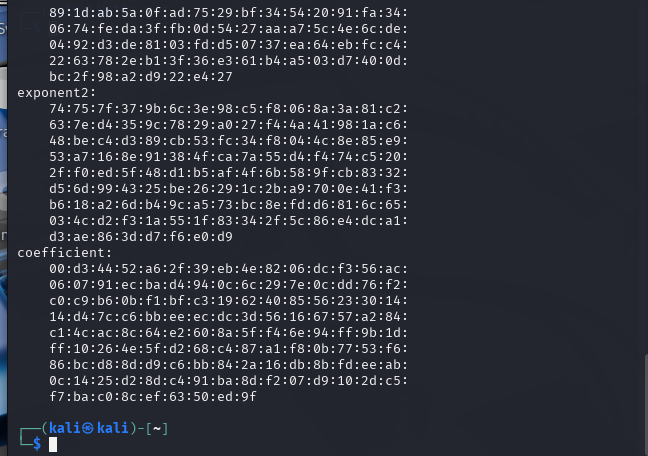 89:1d:ab:5a:0f:ad:75:29:bf:34:54:20:91:fa:34:
06:74:fe:da:3f:fb:0d:54:27:aa:a7:5c:4e:6c:de:
04:92:d3:de:81:03:fd:d5:07:37:ea:64:eb:fc:c4:
22:63:78:2e:b1:3f:36:e3:61:b4:a5:03:d7:40:0d:
bc:2f:98:a2:d9:22:e4:27
exponent2:
74:75:7f:37:9b:6c:3e:98:c5:f8:06:8a:3a:81:c2:
63:7e:d4:35:9c:78:29:a0:27:f4:4a:41:98:1a:c6:
48:be:c4:d3:89:cb:53:fc:34:f8:04:4c:8e:85:e9:
53:a7:16:8e:91:38:4f:ca:7a:55:d4:f4:74:c5:20:
2f:f0:ed:5f:48:d1:b5:af:4f:6b:58:9f:cb:83:32:
d5:6d:99:43:25:be:26:29:1c:2b:a9:70:0e:41:f3:
b6:18:a2:6d:b4:9c:a5:73:bc:8e:fd:d6:81:6c:65:
03:4c:d2:f3:1a:55:1f:83:34:2f:5c:86:e4:dc:a1:
d3:ae:86:3d:d7:f6:e0:d9
coefficient:
00:d3:44:52:a6:2f:39:eb:4e:82:06:dc:f3:56:ac:
06:07:91:ec:ba:d4:94:0c:6c:29:7e:0c:dd:76:f2:
c0:c9:b6:0b:f1:bf:c3:19:62:40:85:56:23:30:14:
14:d4:7c:c6:bb:ee:ec:dc:3d:56:16:67:57:a2:84:
c1:4c:ac:8c:64:e2:60:8a:5f:f4:6e:94:ff:9b:1d:
ff:10:26:4e:5f:d2:68:c4:87:a1:f8:0b:77:53:f6:
86:bc:d8:8d:d9:c6:bb:84:2a:16:db:8b:fd:ee:ab:
0c:14:25:d2:8d:c4:91:ba:8d:f2:07:d9:10:2d:c5:
f7:ba:c0:8c:ef:63:50:ed:9f
┌──(kali㉿kali)-[~]
└─$